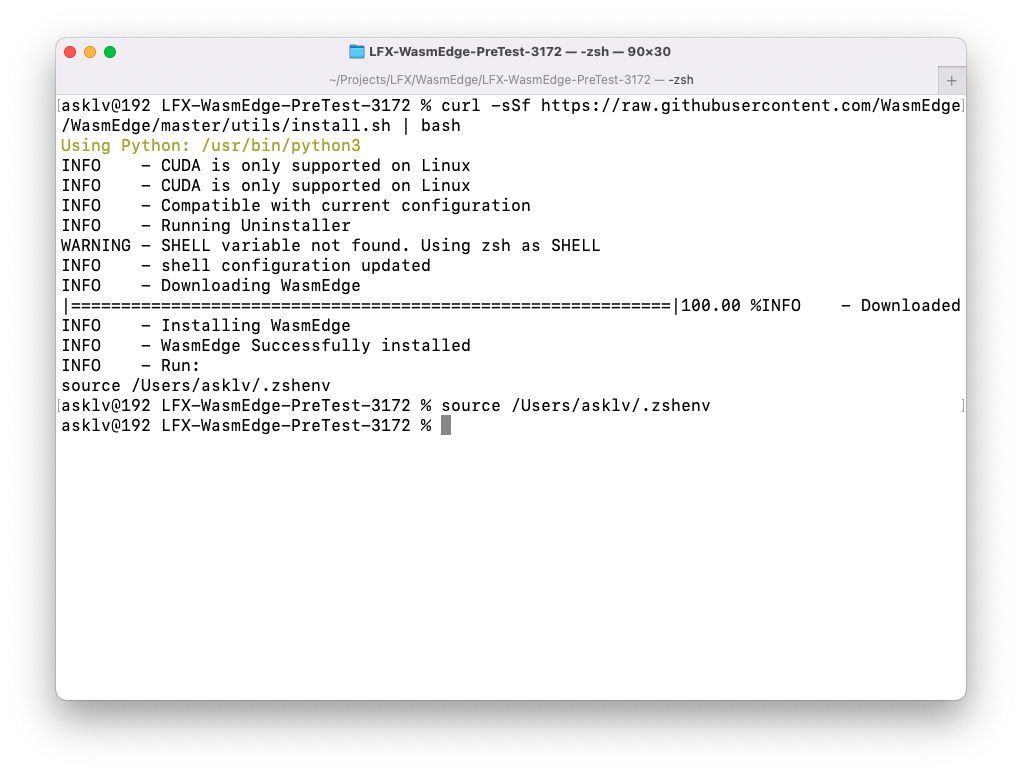 LFX-WasmEdge-PreTest-3172 — -zsh — 90×30
~/Projects/LFX/WasmEdge/LFX-WasmEdge-PreTest-3172 — -zsh
+
[asklv@192 LFX-WasmEdge-PreTest-3172 % curl -sSf https://raw.githubusercontent.com/WasmEdge]
/WasmEdge/master/utils/install.sh | bash
Using Python: /usr/bin/python3
INFO    - CUDA is only supported on Linux
INFO    - CUDA is only supported on Linux
INFO    - Compatible with current configuration
INFO    - Running Uninstaller
WARNING - SHELL variable not found. Using zsh as SHELL
INFO    - shell configuration updated
INFO    - Downloading WasmEdge
|============================================================|100.00 %INFO    - Downloaded
INFO    - Installing WasmEdge
INFO    - WasmEdge Successfully installed
INFO    - Run:
source /Users/asklv/.zshenv
[asklv@192 LFX-WasmEdge-PreTest-3172 % source /Users/asklv/.zshenv                         ]
asklv@192 LFX-WasmEdge-PreTest-3172 %